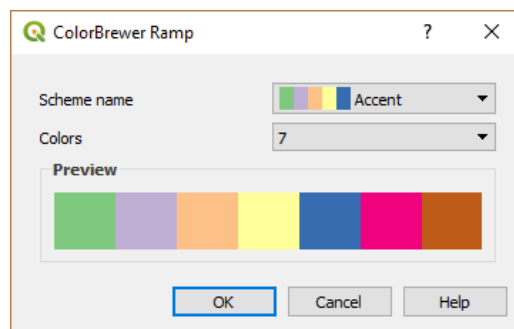 ColorBrewer Ramp
?
Scheme name
Accent
Colors
7
Preview
OK
Cancel
Help